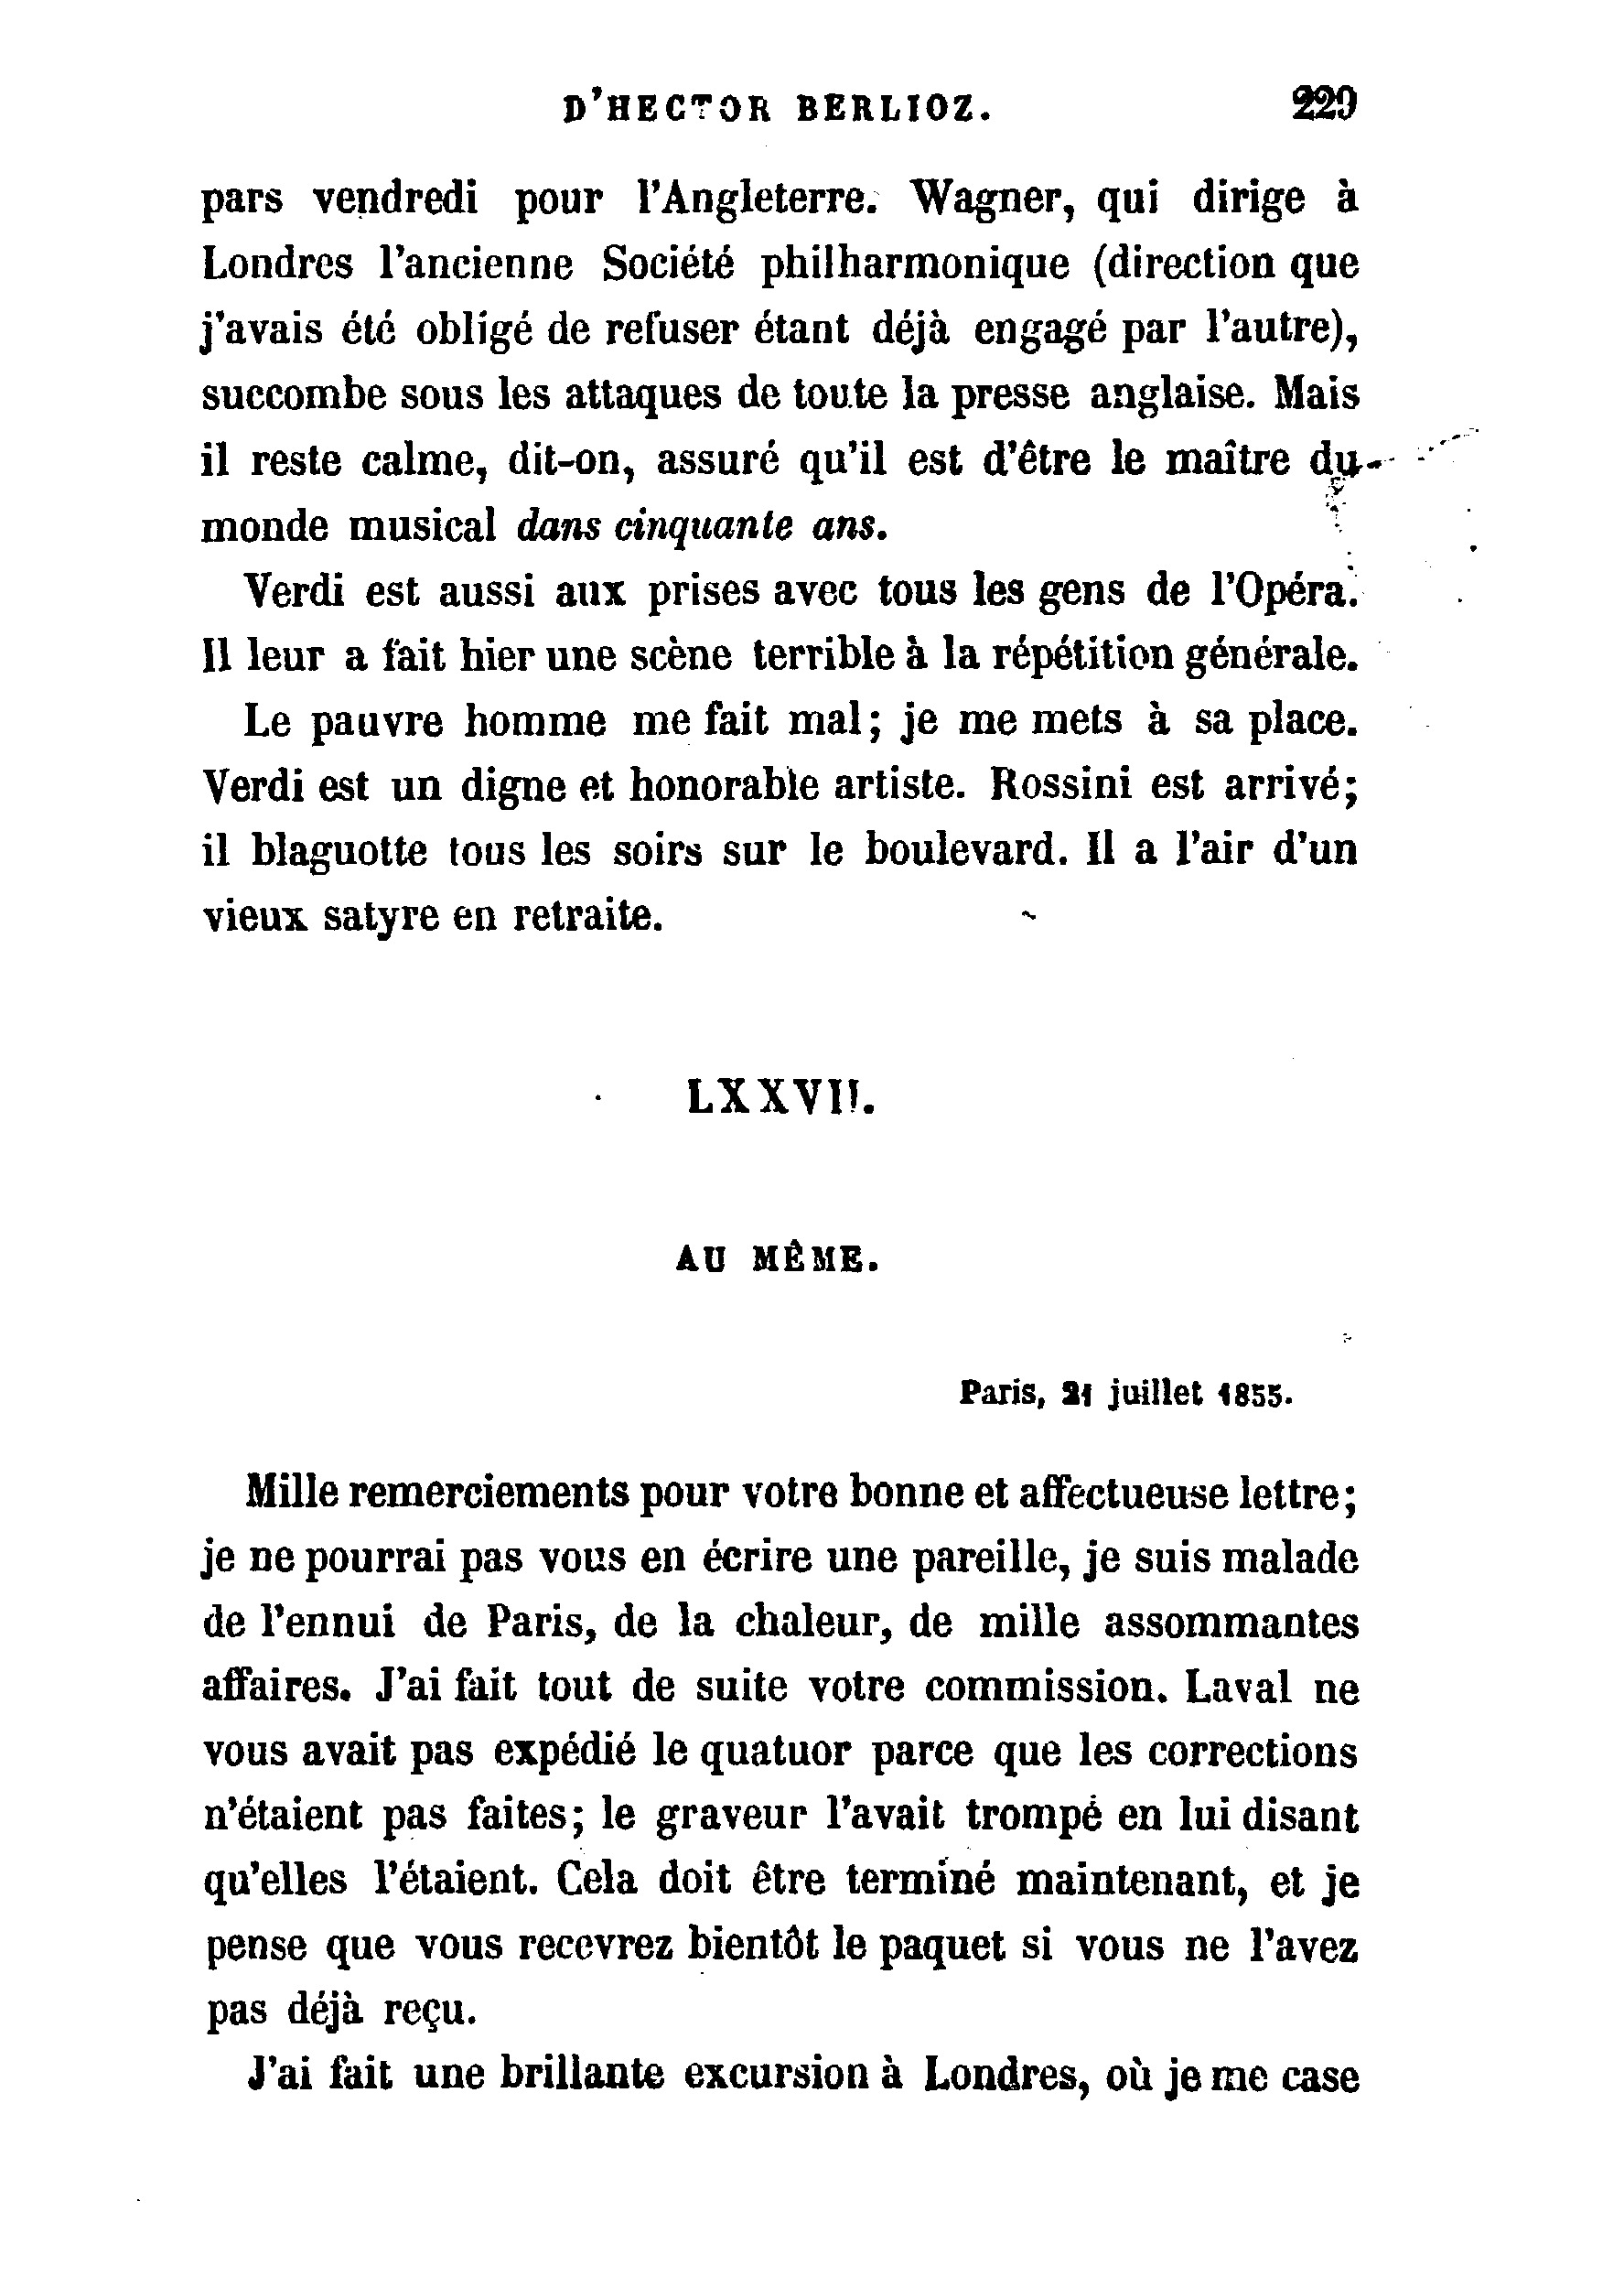 D'HECTOR BERLIOZ. 229
pars vendredi pour l'Angleterre. Wagner, qui dirige à
Londres l'ancienne Société philharmonique (direction que
j'avais été obligé de refuser étant déjà engagé par l'autre),
succombe sous les attaques de toute la presse anglaise. Mais
il reste calme, dit-on, assuré qu'il est d'être le maître du
monde musical dans cinquante ans.
Verdi est aussi aux prises avec tous les gens de l'Opéra.
Il leur a fait hier une scène terrible à la répétition générale.
Le pauvre homme me fait mal; je me mets à sa place.
Verdi est un digne et honorable artiste. Rossini est arrivé;
il blaguotte tous les soirs sur le boulevard. Il a l'air d'un
vieux satyre en retraite.
LXXVII.
AU MÊME.
Paris, 21 juillet 1855.
Mille remerciements pour votre bonne et affectueuse lettre;
je ne pourrai pas vous en écrire une pareille, je suis malade
de l'ennui de Paris, de la chaleur, de mille assommantes
affaires. J'ai fait tout de suite votre commission. Laval ne
vous avait pas expédié le quatuor parce que les corrections
n'étaient pas faites; le graveur l'avait trompé en lui disant
qu'elles l'étaient. Cela doit être terminé maintenant, et je
pense que vous recevrez bientôt le paquet si vous ne l'avez
pas déjà reçu.
J'ai fait une brillante excursion à Londres, où je me case